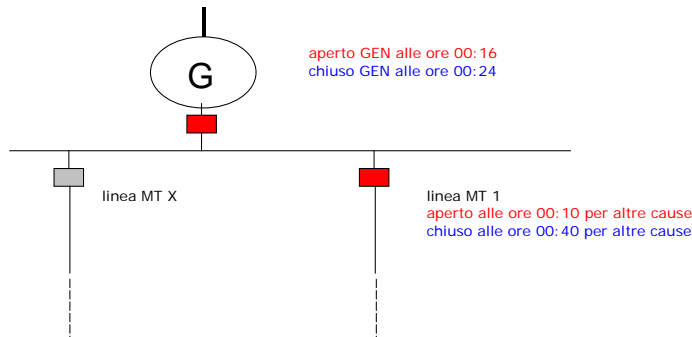 aperto GEN alle ore 00:16
chiuso GEN alle ore 00:24
G
linea MT X
linea MT 1
aperto alle ore 00:10 per altre cause
chiuso alle ore 00:40 per altre cause